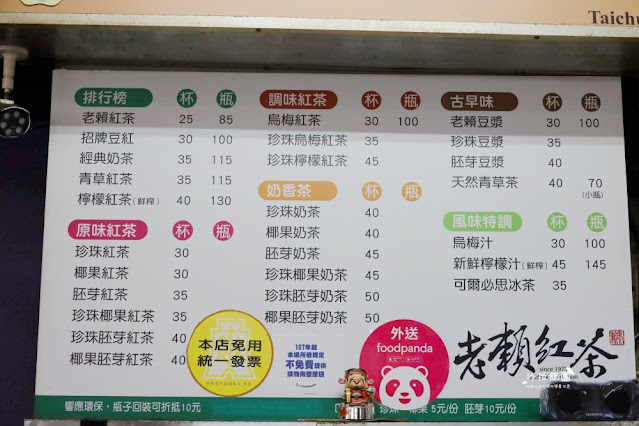 Taichu
排行榜 杯 瓶
老賴紅茶 25 85
招牌豆紅 30 100
經典奶茶 35 115
青草紅茶 35 115
檸檬紅茶(鮮榨) 40 130
原味紅茶 杯 瓶
珍珠紅茶 30
椰果紅茶 30
胚芽紅茶 35
珍珠椰果紅茶 35
珍珠胚芽紅茶 40
椰果胚芽紅茶 40
調味紅茶 杯 瓶
烏梅紅茶 30 100
珍珠烏梅紅茶 35
珍珠檸檬紅茶 45
奶香茶 杯 瓶
珍珠奶茶 40
椰果奶茶 40
胚芽奶茶 45
珍珠椰果奶茶 45
珍珠胚芽奶茶 50
椰果胚芽奶茶 50
古早味 杯 瓶
老賴豆漿 30 100
珍珠豆漿 35
胚芽豆漿 40
天然青草茶 40 70
(小瓶)
風味特調 杯 瓶
烏梅汁 30 100
新鮮檸檬汁(鮮榨) 45 145
可爾必思冰茶 35
本店免用
統一發票
107年起
本場所依規定
不免費提供
購物用塑膠袋
外送
foodpanda
老賴紅茶
since 197
響應環保,瓶子回裝可折抵10元
珍珠 椰果 5元/份 胚芽10元/份